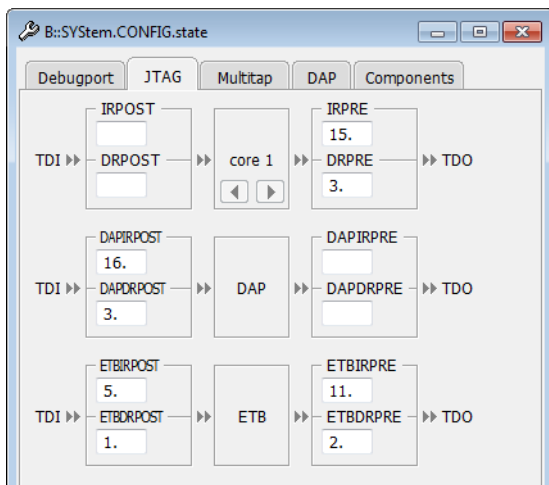 B::SYStem.CONFIG.state
Debugport JTAG Multitap DAP Components
IRPOST IRPRE
15.
TDI DRPOST core 1 DRPRE TDO
3.
DAPIRPOST DAPIRPRE
16.
TDI DAPDRPOST DAP DAPDRPRE TDO
3.
ETBIRPOST ETBIRPRE
5. 11.
TDI ETBDRPOST ETB ETBDRPRE TDO
1. 2.